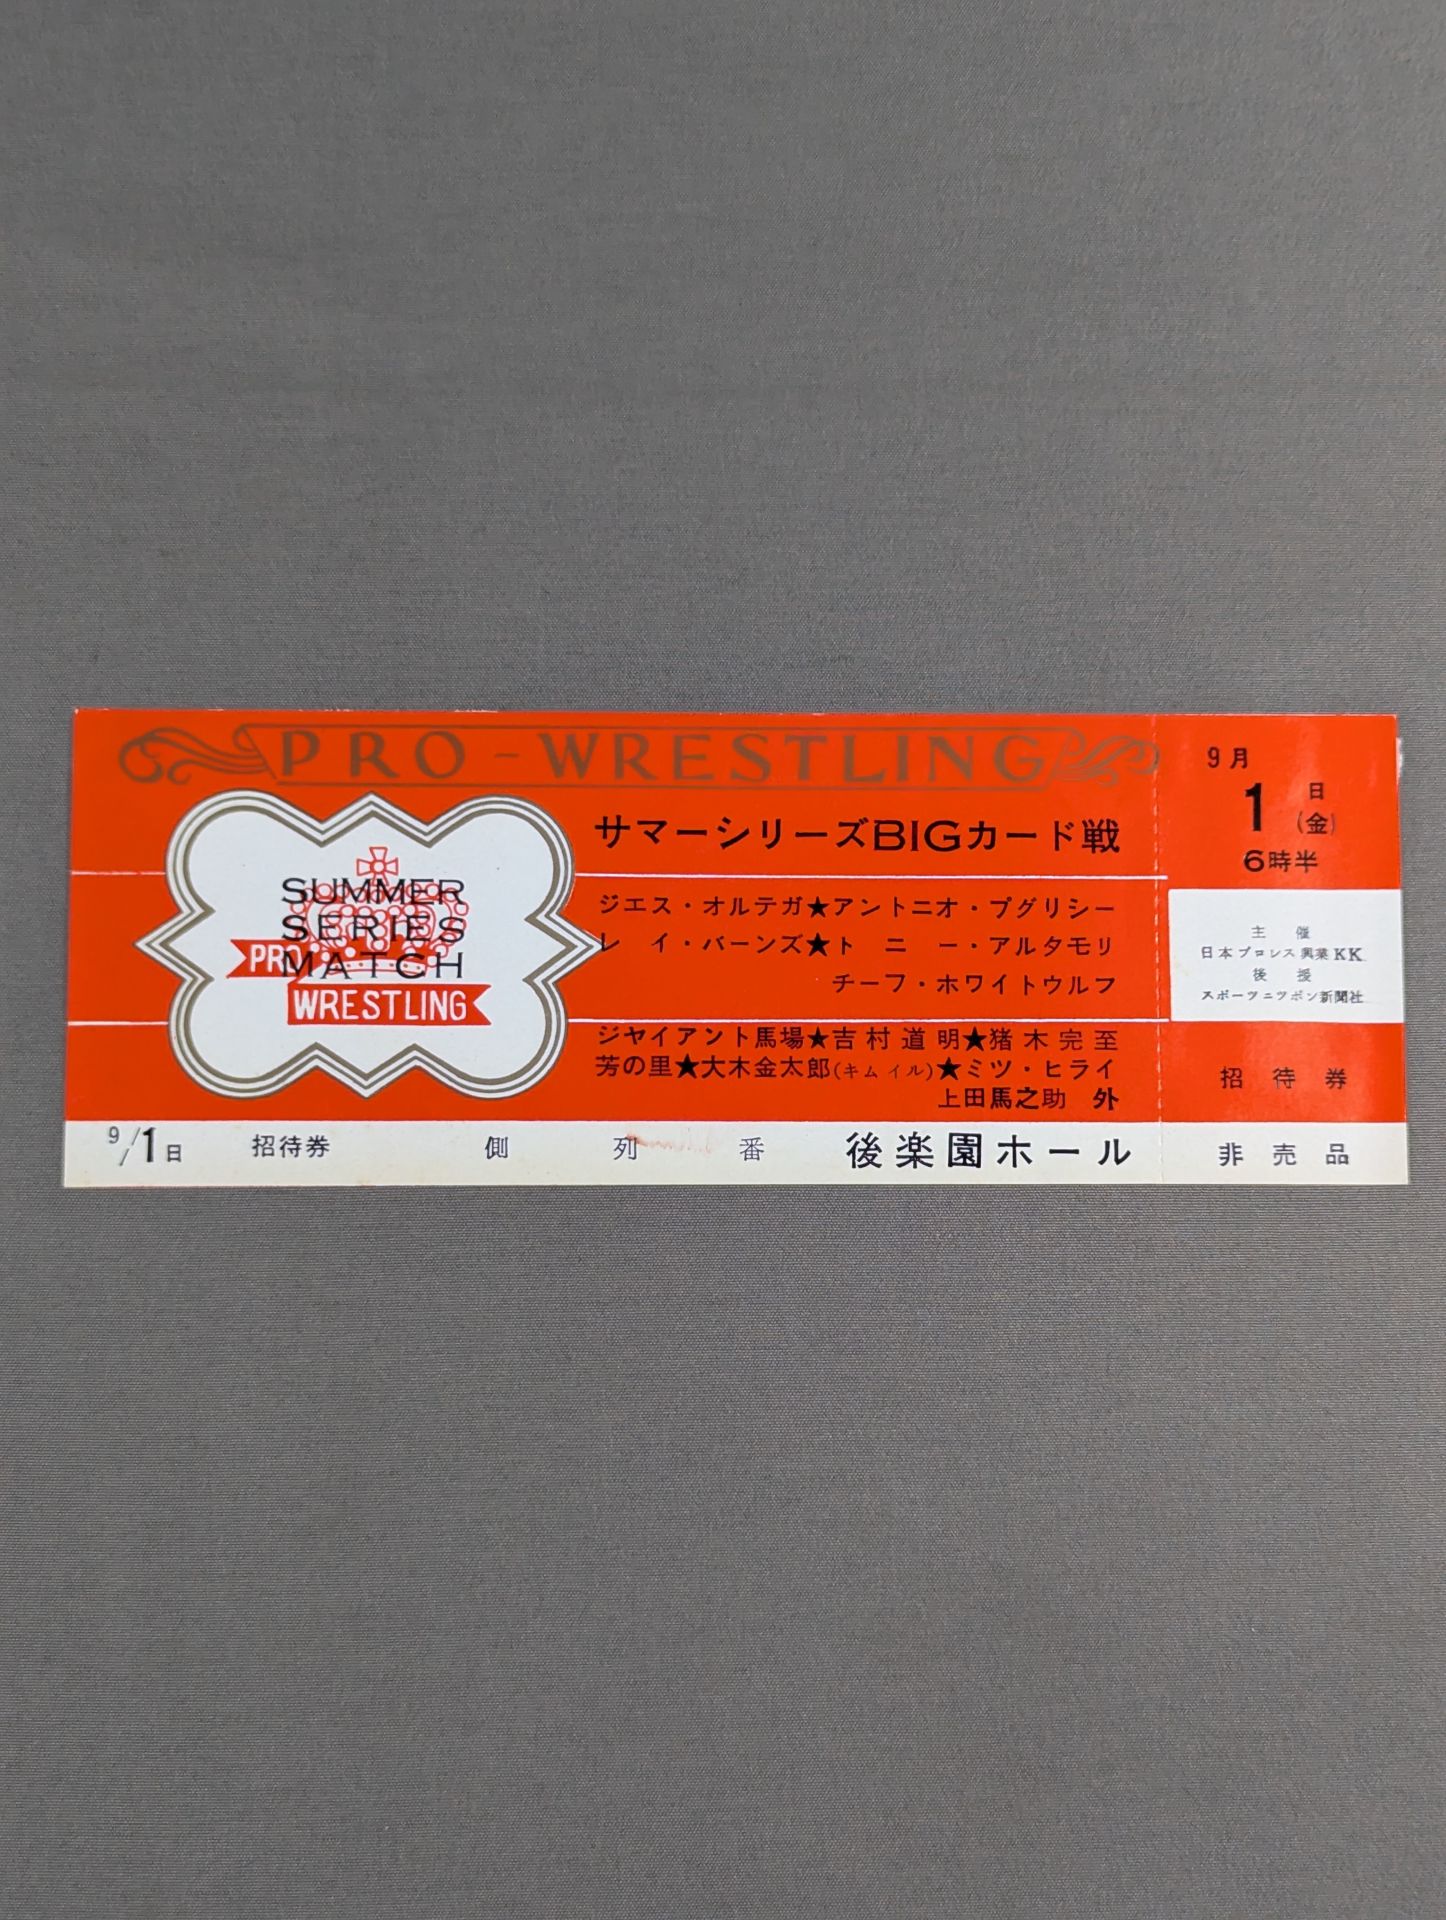 PRO-WRESTLING
サマーシリーズBIGカード戦
SUMMER
SERIES
MATCH
PRO
WRESTLING
ジエス・オルテガ★アントニオ・プグリシー
レイ・バーンズ★トニー・アルタモリ
チーフ・ホワイトウルフ
ジヤイアント馬場★吉村道明★猪木完至
芳の里★大木金太郎(キムイル)★ミツ・ヒライ
上田馬之助 外
9/1日 招待券 側 列 番 後楽園ホール
9月
1日
(金)
6時半
主催
日本プロレス興業KK
後援
スポーツニツポン新聞社
招待券
非売品